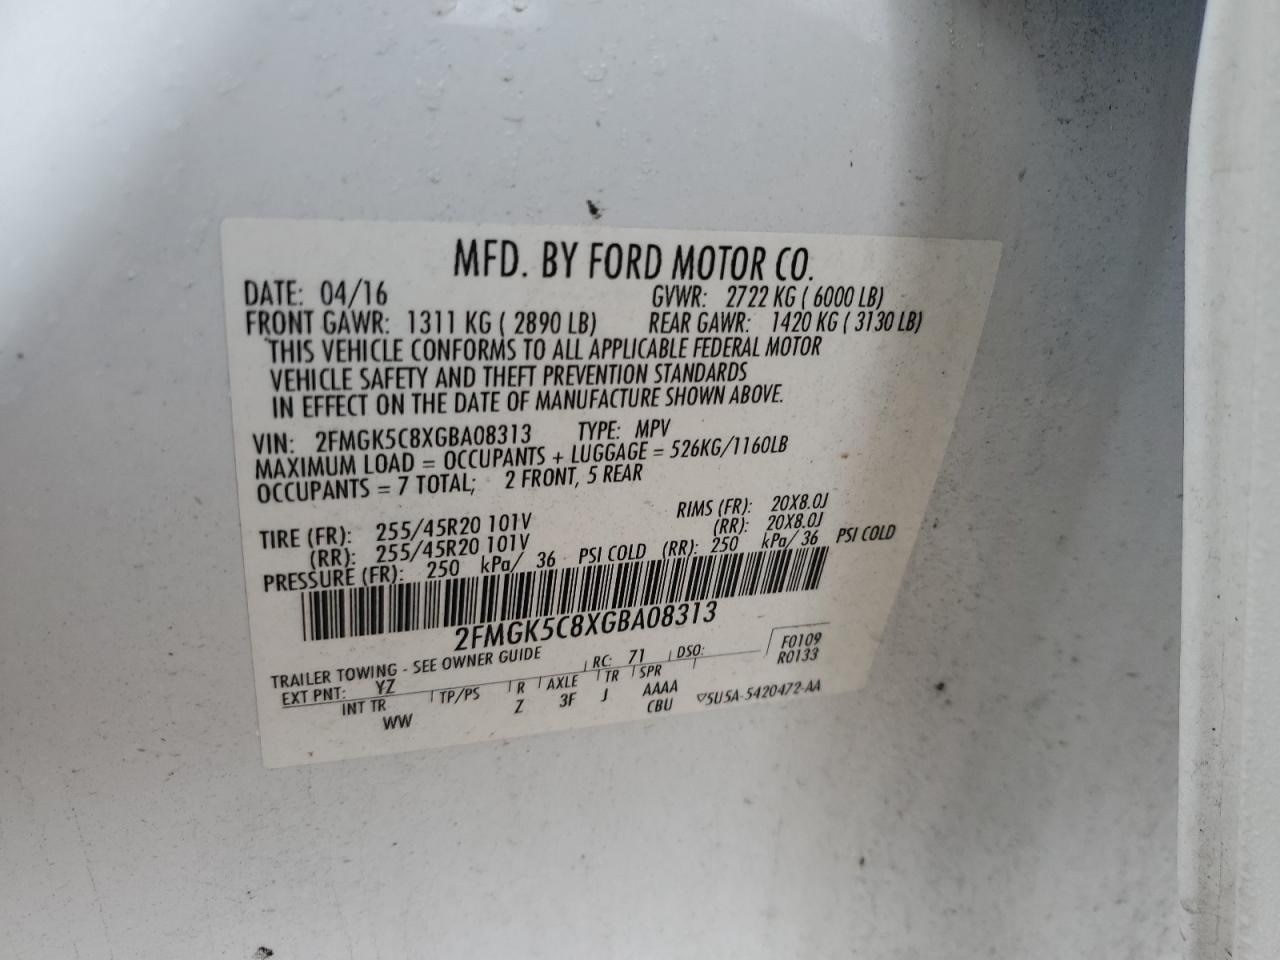 MFD. BY FORD MOTOR CO.
DATE: 04/16 GVWR: 2722 KG ( 6000 LB)
FRONT GAWR: 1311 KG ( 2890 LB) REAR GAWR: 1420 KG ( 3130 LB)
THIS VEHICLE CONFORMS TO ALL APPLICABLE FEDERAL MOTOR
VEHICLE SAFETY AND THEFT PREVENTION STANDARDS
IN EFFECT ON THE DATE OF MANUFACTURE SHOWN ABOVE.
VIN: 2FMGK5C8XGBA08313 TYPE: MPV
MAXIMUM LOAD = OCCUPANTS + LUGGAGE = 526KG/1160LB
OCCUPANTS = 7 TOTAL; 2 FRONT, 5 REAR
TIRE (FR): 255/45R20 101V RIMS (FR): 20X8.0J
(RR): 255/45R20 101V (RR): 20X8.0J
PRESSURE (FR): 250 kPa/ 36 PSI COLD (RR): 250 kPa/ 36 PSI COLD
2FMGK5C8XGBA08313
TRAILER TOWING - SEE OWNER GUIDE
EXT PNT: YZ RC: 71 DSO: F0109
R0133
INT TR TP/PS R AXLE TR SPR
WW Z 3F J AAAA
CBU
▽5U5A-5420472-AA